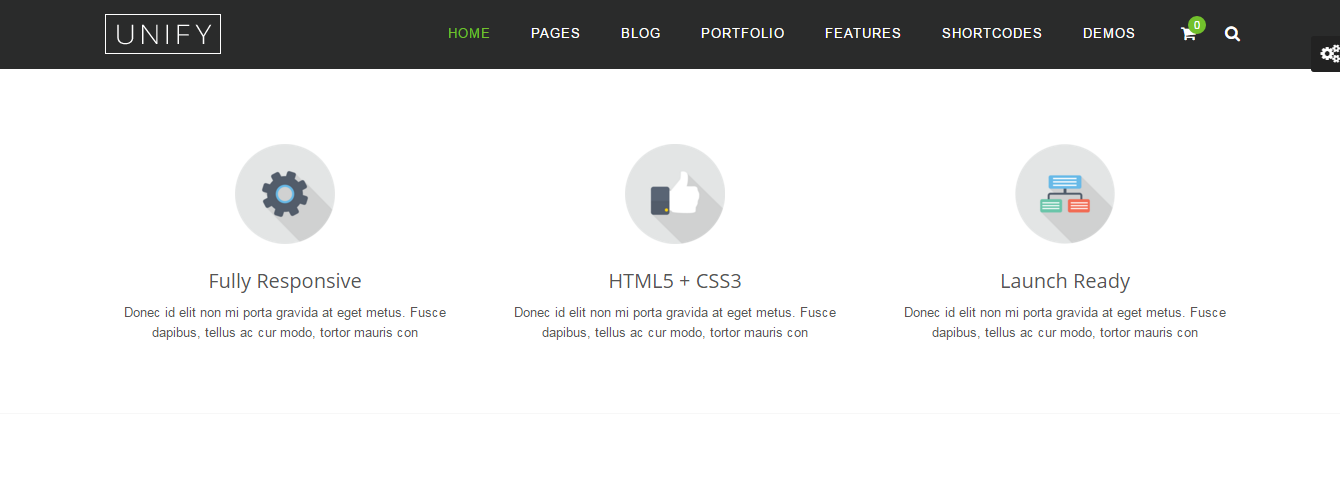 UNIFY
HOME PAGES BLOG PORTFOLIO FEATURES SHORTCODES DEMOS 0
Fully Responsive
Donec id elit non mi porta gravida at eget metus. Fusce
dapibus, tellus ac cur modo, tortor mauris con
HTML5 + CSS3
Donec id elit non mi porta gravida at eget metus. Fusce
dapibus, tellus ac cur modo, tortor mauris con
Launch Ready
Donec id elit non mi porta gravida at eget metus. Fusce
dapibus, tellus ac cur modo, tortor mauris con